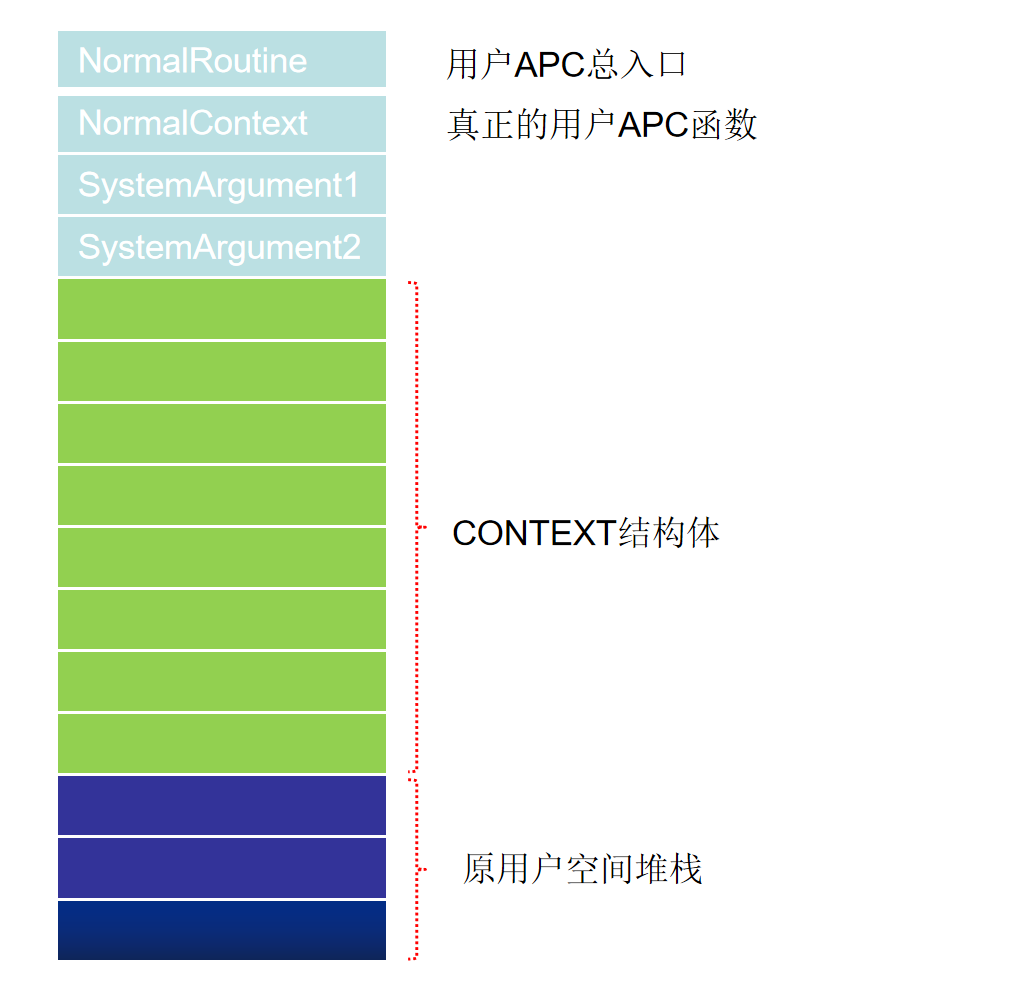 NormalRoutine 用户APC总入口
NormalContext 真正的用户APC函数
SystemArgument1
SystemArgument2
CONTEXT结构体
原用户空间堆栈